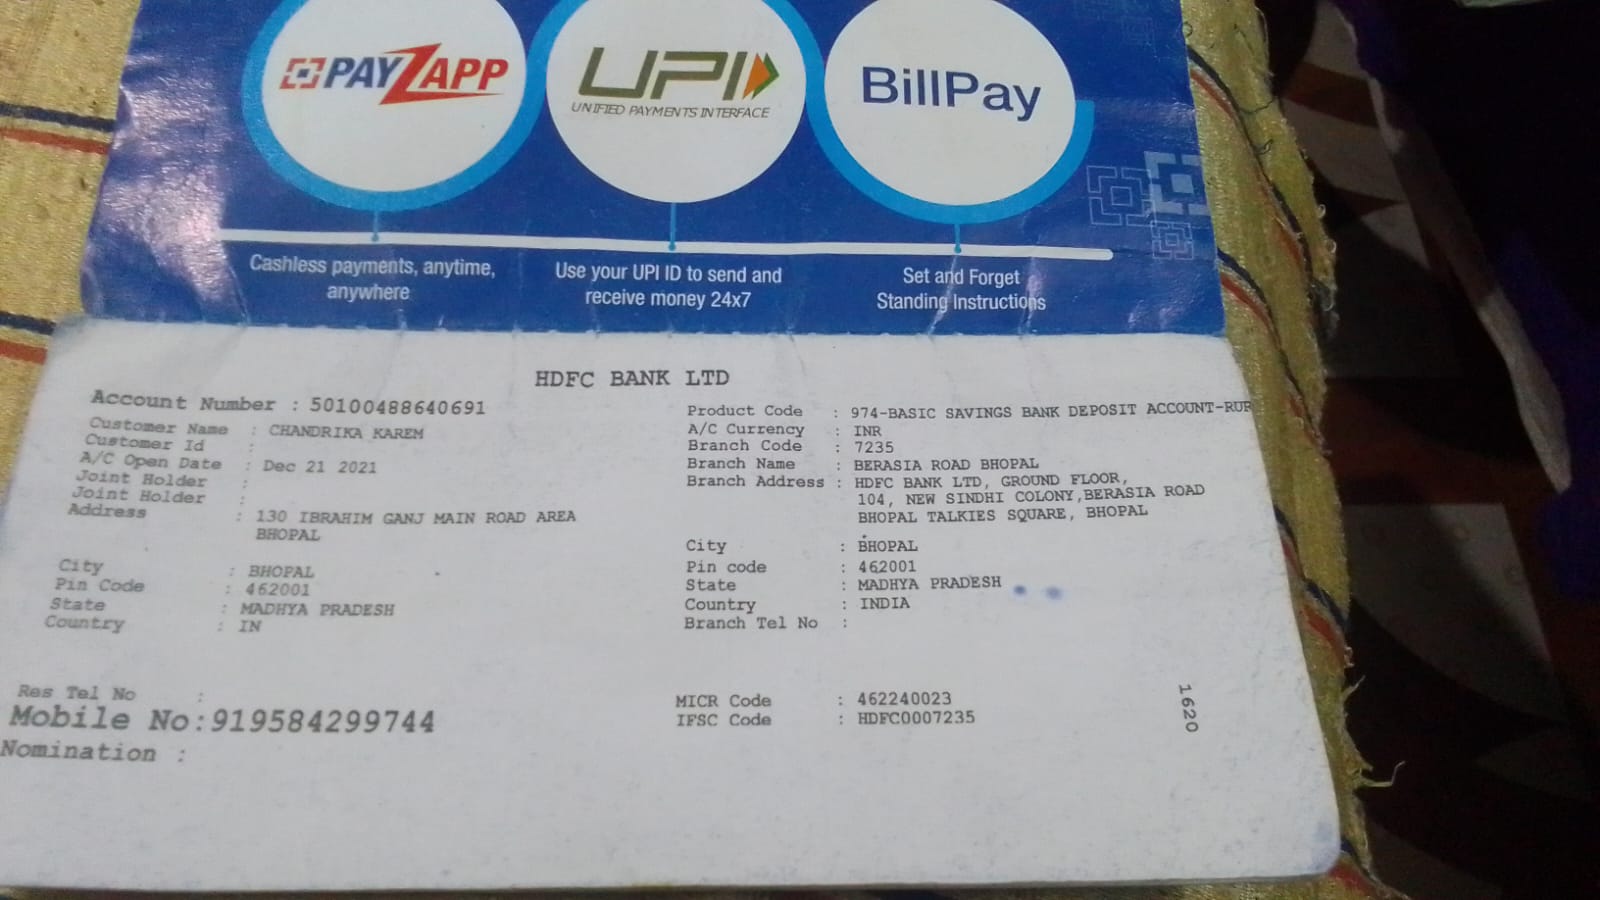 PAYZAPP
UPI
UNIFIED PAYMENTS INTERFACE
BillPay
Cashless payments, anytime,
anywhere
Use your UPI ID to send and
receive money 24x7
Set and Forget
Standing Instructions
HDFC BANK LTD
Account Number : 50100488640691
Customer Name : CHANDRIKA KAREM
Customer Id :
A/C Open Date : Dec 21 2021
Joint Holder :
Joint Holder :
Address : 130 IBRAHIM GANJ MAIN ROAD AREA
BHOPAL
City : BHOPAL
Pin Code : 462001
State : MADHYA PRADESH
Country : IN
Res Tel No :
Mobile No:919584299744
Nomination :
Product Code : 974-BASIC SAVINGS BANK DEPOSIT ACCOUNT-RUR
A/C Currency : INR
Branch Code : 7235
Branch Name : BERASIA ROAD BHOPAL
Branch Address : HDFC BANK LTD, GROUND FLOOR,
104, NEW SINDHI COLONY,BERASIA ROAD
BHOPAL TALKIES SQUARE, BHOPAL
City : BHOPAL
Pin code : 462001
State : MADHYA PRADESH
Country : INDIA
Branch Tel No :
MICR Code : 462240023
IFSC Code : HDFC0007235
1620